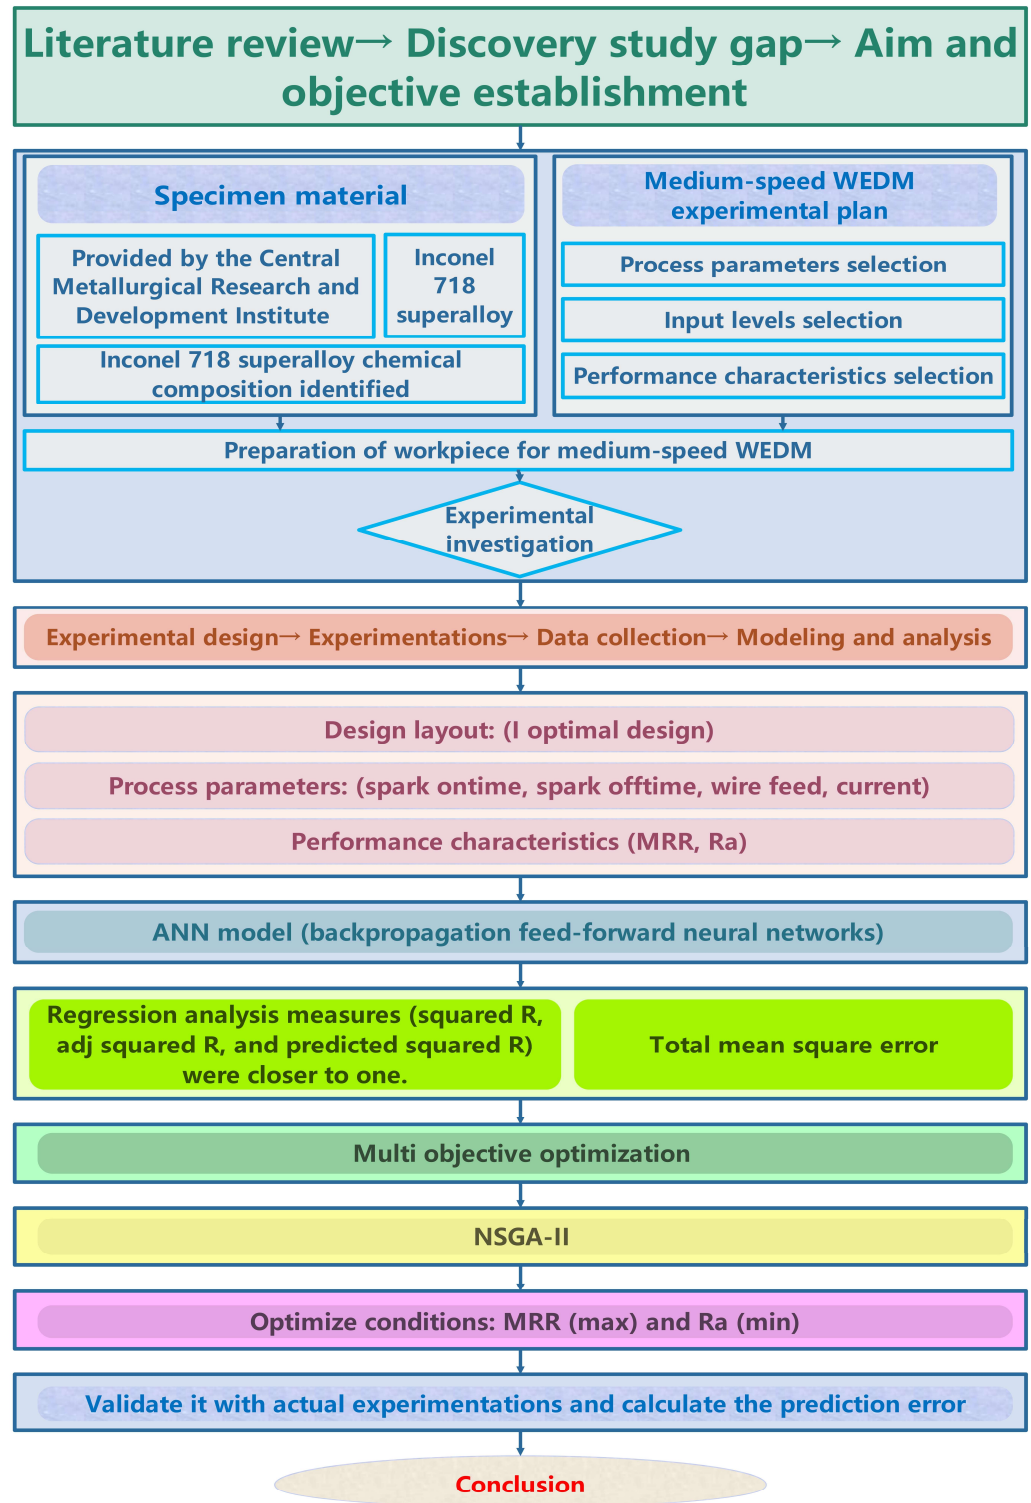 Literature review→ Discovery study gap→ Aim and
objective establishment
Specimen material
Provided by the Central
Metallurgical Research and
Development Institute
Inconel
718
superalloy
Inconel 718 superalloy chemical
composition identified
Medium-speed WEDM
experimental plan
Process parameters selection
Input levels selection
Performance characteristics selection
Preparation of workpiece for medium-speed WEDM
Experimental
investigation
Experimental design→ Experimentations→ Data collection→ Modeling and analysis
Design layout: (I optimal design)
Process parameters: (spark ontime, spark offtime, wire feed, current)
Performance characteristics (MRR, Ra)
ANN model (backpropagation feed-forward neural networks)
Regression analysis measures (squared R,
adj squared R, and predicted squared R)
were closer to one.
Total mean square error
Multi objective optimization
NSGA-II
Optimize conditions: MRR (max) and Ra (min)
Validate it with actual experimentations and calculate the prediction error
Conclusion